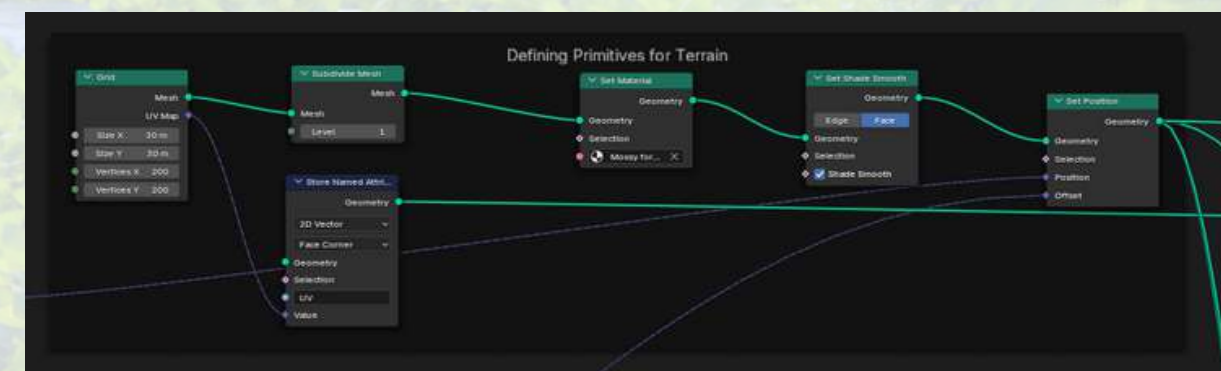 Defining Primitives for Terrain
Grid
Mesh
UV Map
Size X 30 m
Size Y 30 m
Vertices X 200
Vertices Y 200
Subdivide Mesh
Mesh
Mesh
Level 1
Store Named Attri...
Geometry
2D Vector
Face Corner
Geometry
Selection
UV
Value
Set Material
Geometry
Geometry
Selection
Mossy for...
Set Shade Smooth
Geometry
Edge Face
Geometry
Selection
Shade Smooth
Set Position
Geometry
Geometry
Selection
Position
Offset